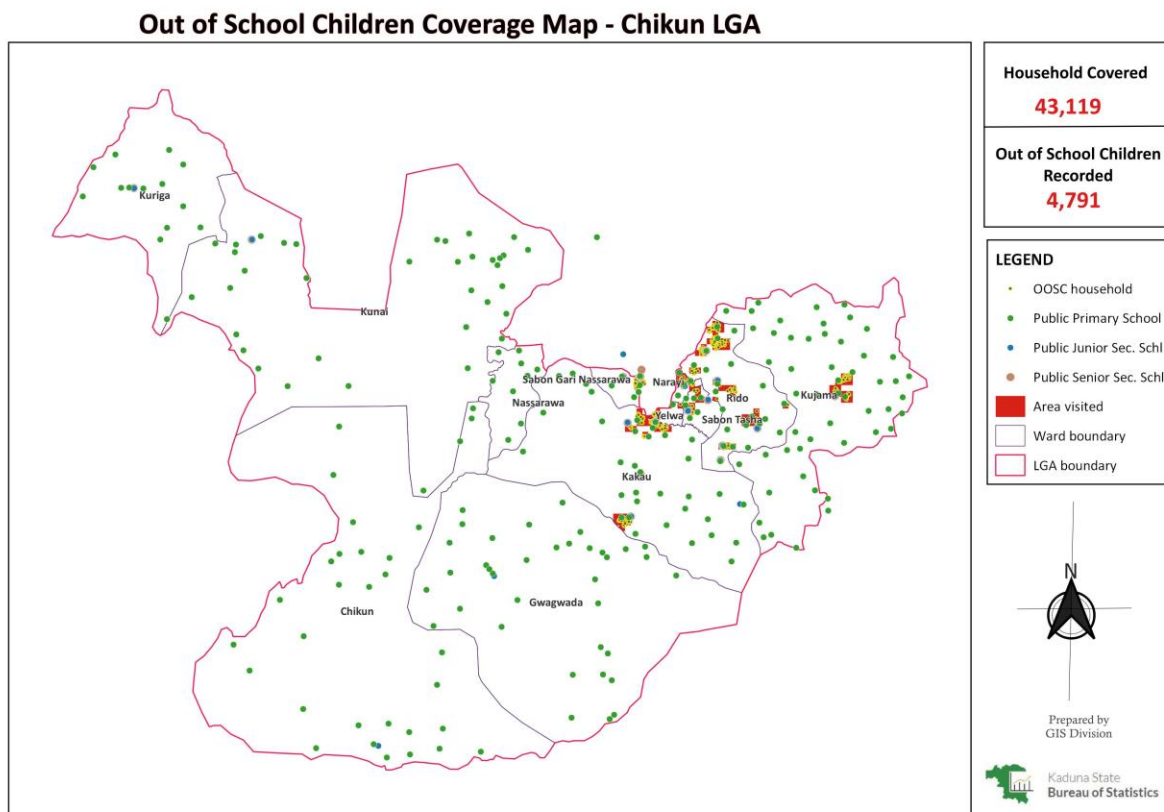 Out of School Children Coverage Map - Chikun LGA
Household Covered
43,119
Out of School Children
Recorded
4,791
LEGEND
OOSC household
Public Primary School
Public Junior Sec. Schl
Public Senior Sec. Schl
Area visited
Ward boundary
LGA boundary
Kuriga
Kunai
Sabon Gari Nassarawa
Narayi
Nassarawa
Rido
Kujama
Yelwa
Sabon Tasha
Kakau
Chikun
Gwagwada
N
Prepared by
GIS Division
Kaduna State
Bureau of Statistics